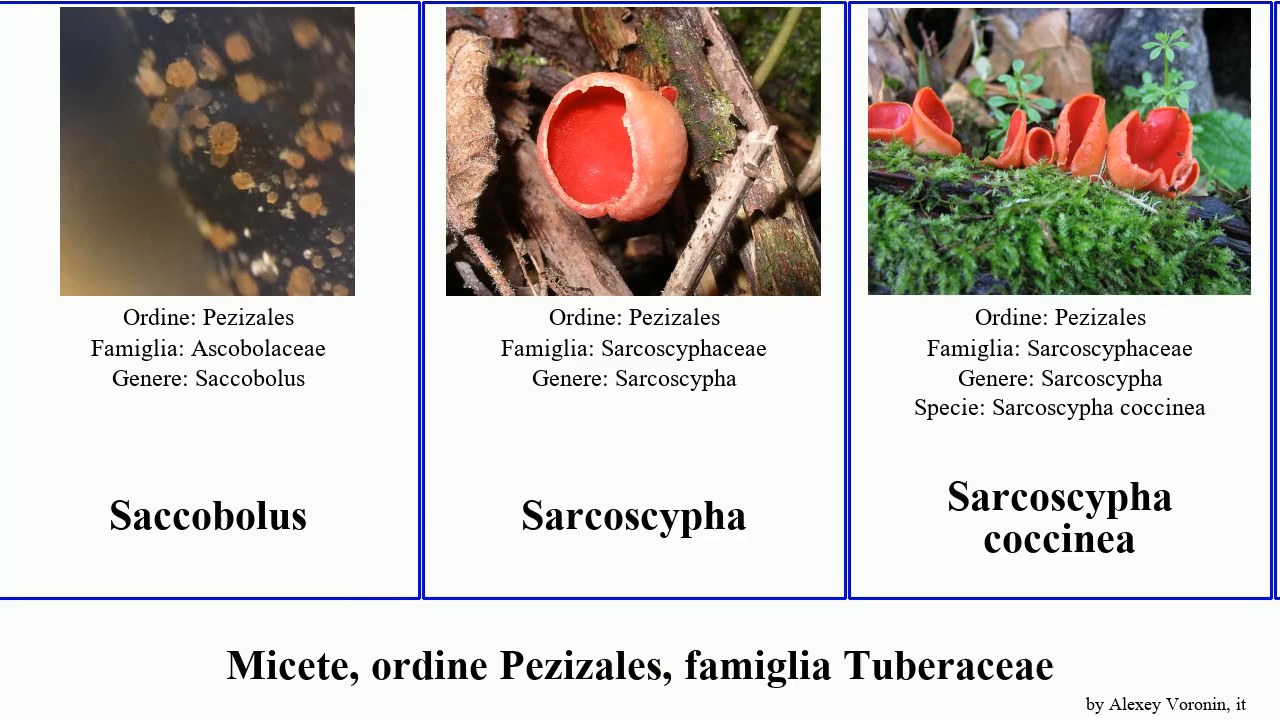 Ordine: Pezizales
Famiglia: Ascobolaceae
Genere: Saccobolus
Saccobolus
Ordine: Pezizales
Famiglia: Sarcoscyphaceae
Genere: Sarcoscypha
Sarcoscypha
Ordine: Pezizales
Famiglia: Sarcoscyphaceae
Genere: Sarcoscypha
Specie: Sarcoscypha coccinea
Sarcoscypha
coccinea
Micete, ordine Pezizales, famiglia Tuberaceae
by Alexey Voronin, it